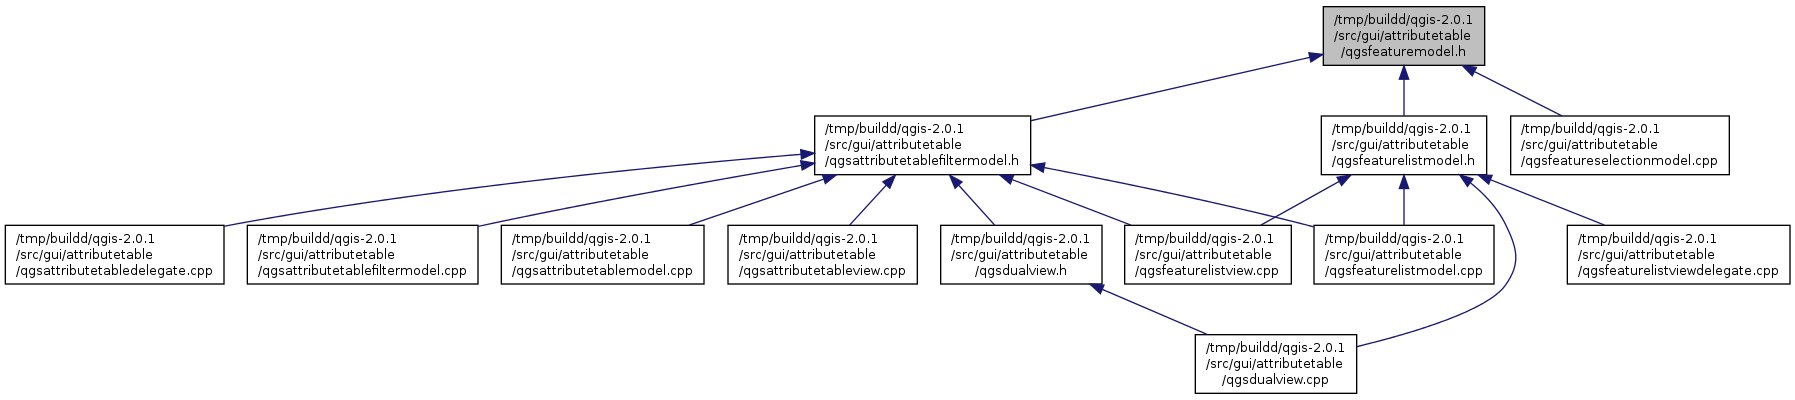 /tmp/buildd/qgis-2.0.1
/src/gui/attributetable
/qgsfeaturemodel.h
/tmp/buildd/qgis-2.0.1
/src/gui/attributetable
/qgsattributetablefiltermodel.h
/tmp/buildd/qgis-2.0.1
/src/gui/attributetable
/qgsfeaturelistmodel.h
/tmp/buildd/qgis-2.0.1
/src/gui/attributetable
/qgsfeatureselectionmodel.cpp
/tmp/buildd/qgis-2.0.1
/src/gui/attributetable
/qgsattributetabledelegate.cpp
/tmp/buildd/qgis-2.0.1
/src/gui/attributetable
/qgsattributetablefiltermodel.cpp
/tmp/buildd/qgis-2.0.1
/src/gui/attributetable
/qgsattributetablemodel.cpp
/tmp/buildd/qgis-2.0.1
/src/gui/attributetable
/qgsattributetableview.cpp
/tmp/buildd/qgis-2.0.1
/src/gui/attributetable
/qgsdualview.h
/tmp/buildd/qgis-2.0.1
/src/gui/attributetable
/qgsfeaturelistview.cpp
/tmp/buildd/qgis-2.0.1
/src/gui/attributetable
/qgsfeaturelistmodel.cpp
/tmp/buildd/qgis-2.0.1
/src/gui/attributetable
/qgsfeaturelistviewdelegate.cpp
/tmp/buildd/qgis-2.0.1
/src/gui/attributetable
/qgsdualview.cpp